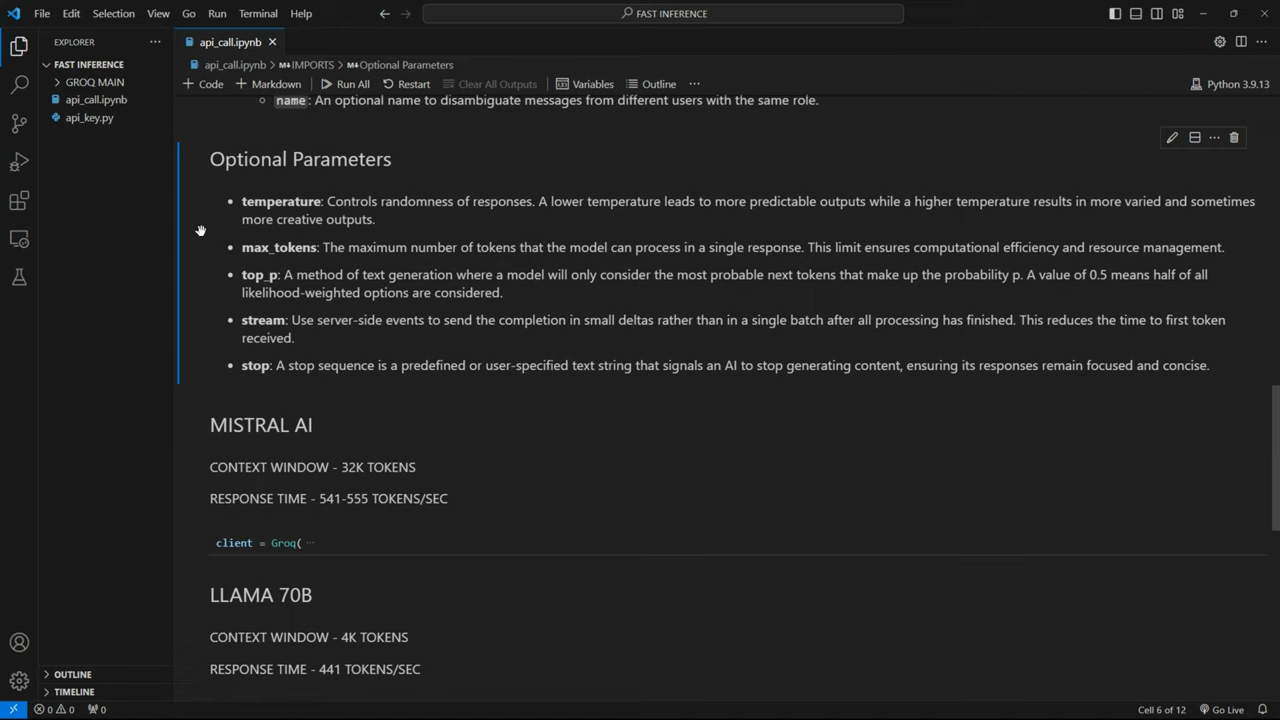 File Edit Selection View Go Run Terminal Help
FAST INFERENCE
EXPLORER
FAST INFERENCE
GROQ MAIN
api_call.ipynb
api_key.py
OUTLINE
TIMELINE
api_call.ipynb
api_call.ipynb > IMPORTS > Optional Parameters
Code Markdown Run All Restart Clear All Outputs Variables Outline
Python 3.9.13
name: An optional name to disambiguate messages from different users with the same role.
Optional Parameters
temperature: Controls randomness of responses. A lower temperature leads to more predictable outputs while a higher temperature results in more varied and sometimes
more creative outputs.
max_tokens: The maximum number of tokens that the model can process in a single response. This limit ensures computational efficiency and resource management.
top_p: A method of text generation where a model will only consider the most probable next tokens that make up the probability p. A value of 0.5 means half of all
likelihood-weighted options are considered.
stream: Use server-side events to send the completion in small deltas rather than in a single batch after all processing has finished. This reduces the time to first token
received.
stop: A stop sequence is a predefined or user-specified text string that signals an AI to stop generating content, ensuring its responses remain focused and concise.
MISTRAL AI
CONTEXT WINDOW - 32K TOKENS
RESPONSE TIME - 541-555 TOKENS/SEC
client = Groq( ···
LLAMA 70B
CONTEXT WINDOW - 4K TOKENS
RESPONSE TIME - 441 TOKENS/SEC
0 0 0
Cell 6 of 12 Go Live